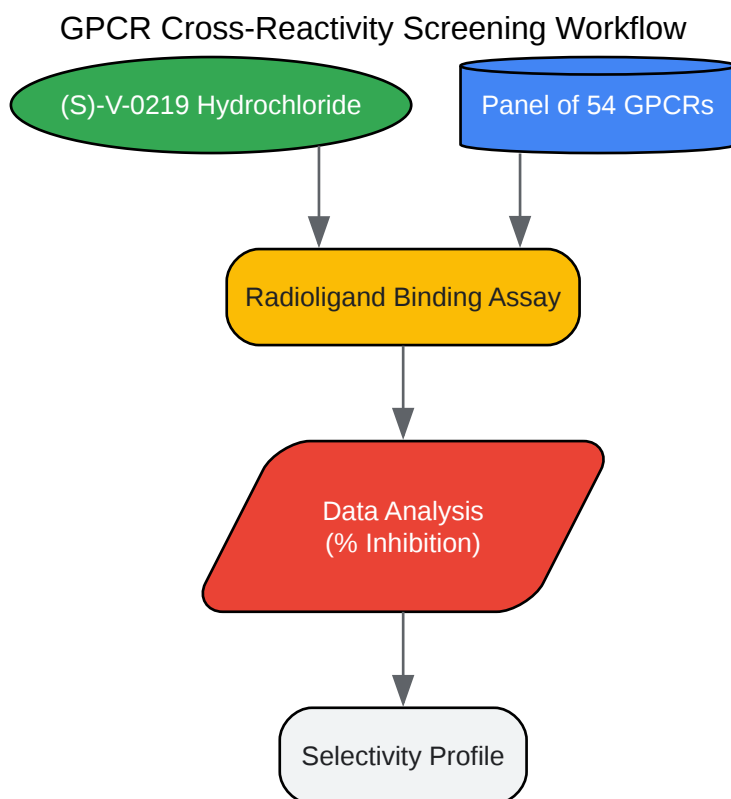 GPCR Cross-Reactivity Screening Workflow
(S)-V-0219 Hydrochloride
Panel of 54 GPCRs
Radioligand Binding Assay
Data Analysis
(% Inhibition)
Selectivity Profile